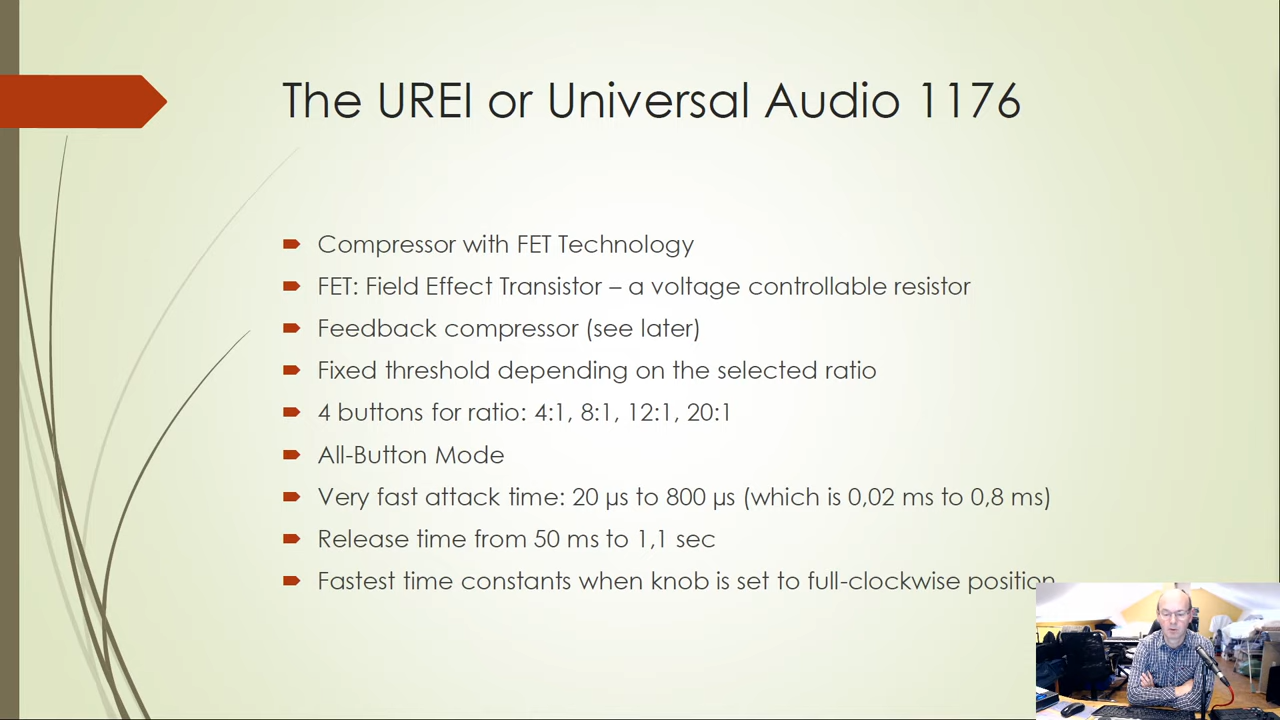 The UREI or Universal Audio 1176
Compressor with FET Technology
FET: Field Effect Transistor – a voltage controllable resistor
Feedback compressor (see later)
Fixed threshold depending on the selected ratio
4 buttons for ratio: 4:1, 8:1, 12:1, 20:1
All-Button Mode
Very fast attack time: 20 µs to 800 µs (which is 0,02 ms to 0,8 ms)
Release time from 50 ms to 1,1 sec
Fastest time constants when knob is set to full-clockwise position